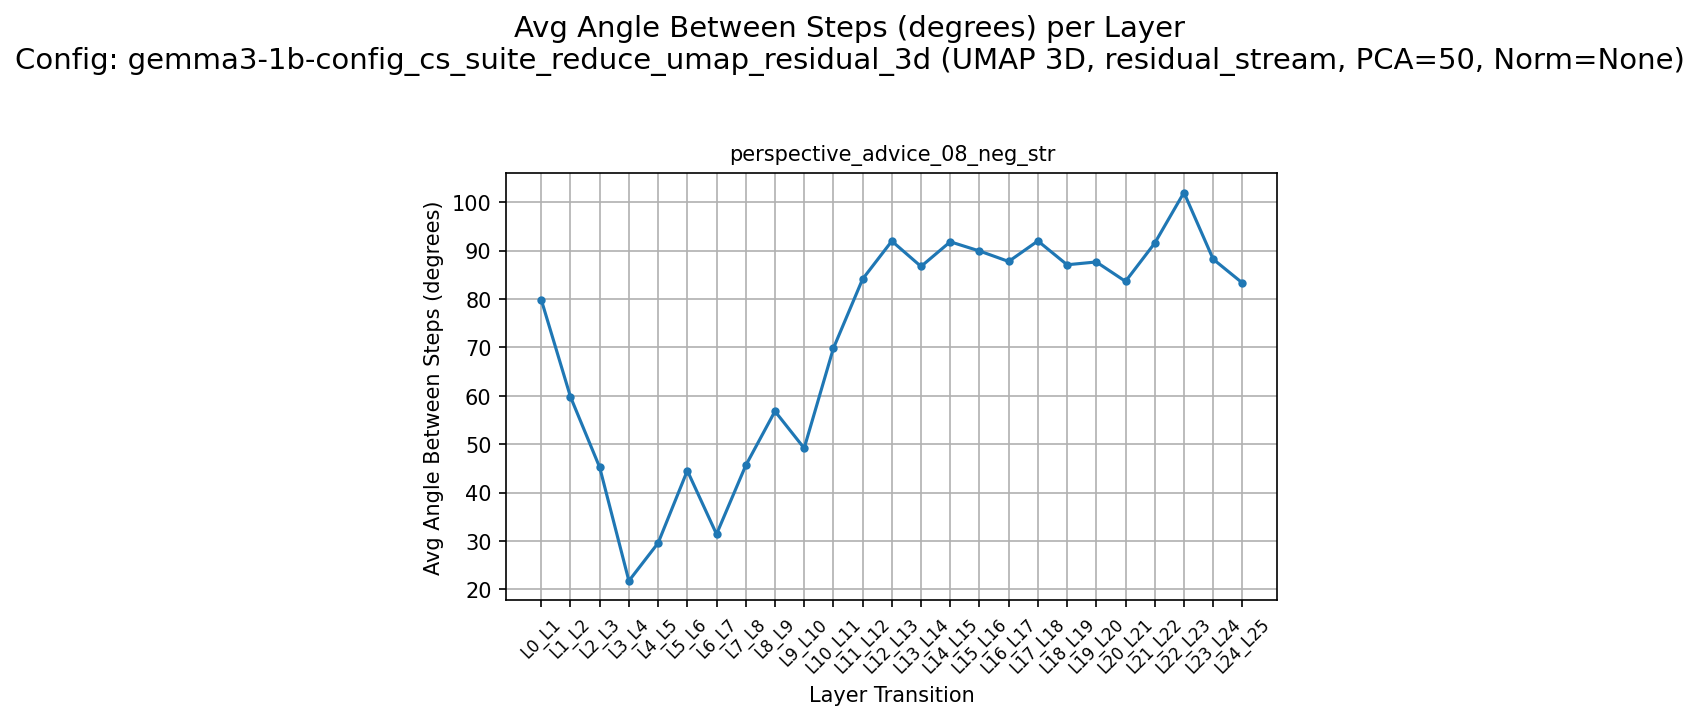 Avg Angle Between Steps (degrees) per Layer
Config: gemma3-1b-config_cs_suite_reduce_umap_residual_3d (UMAP 3D, residual_stream, PCA=50, Norm=None)
perspective_advice_08_neg_str
Avg Angle Between Steps (degrees)
100
90
80
70
60
50
40
30
20
L0_L1
L1_L2
L2_L3
L3_L4
L4_L5
L5_L6
L6_L7
L7_L8
L8_L9
L9_L10
L10_L11
L11_L12
L12_L13
L13_L14
L14_L15
L15_L16
L16_L17
L17_L18
L18_L19
L19_L20
L20_L21
L21_L22
L22_L23
L23_L24
L24_L25
Layer Transition